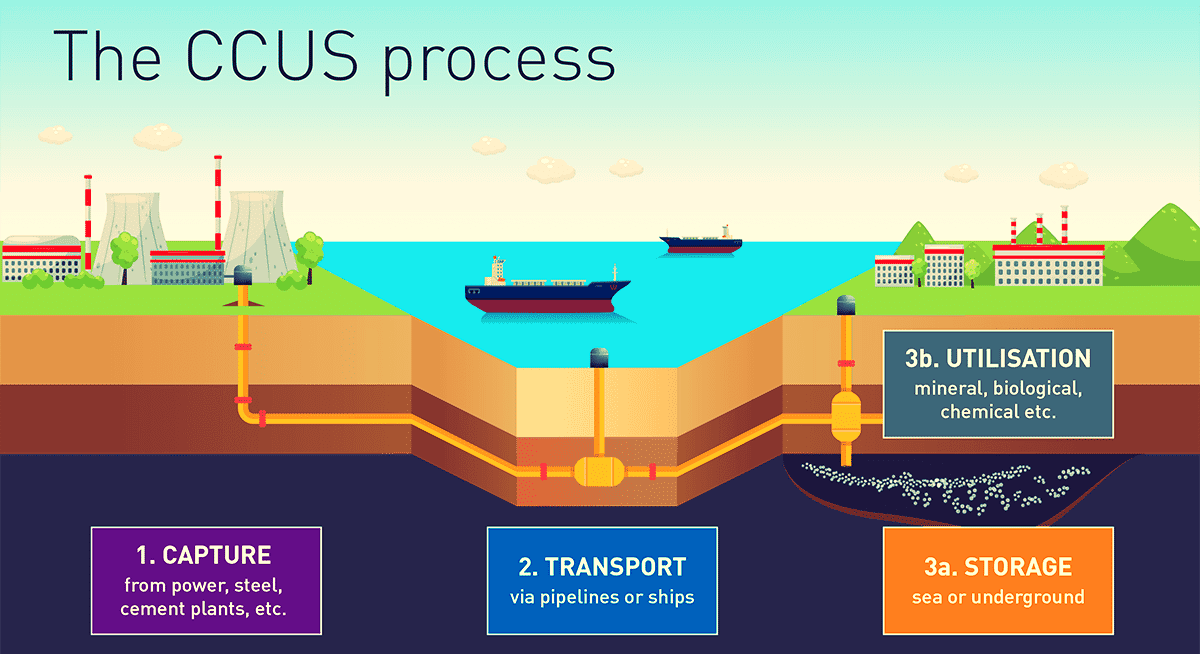 The CCUS process
3b. UTILISATION
mineral, biological,
chemical etc.
1. CAPTURE
from power, steel,
cement plants, etc.
2. TRANSPORT
via pipelines or ships
3a. STORAGE
sea or underground